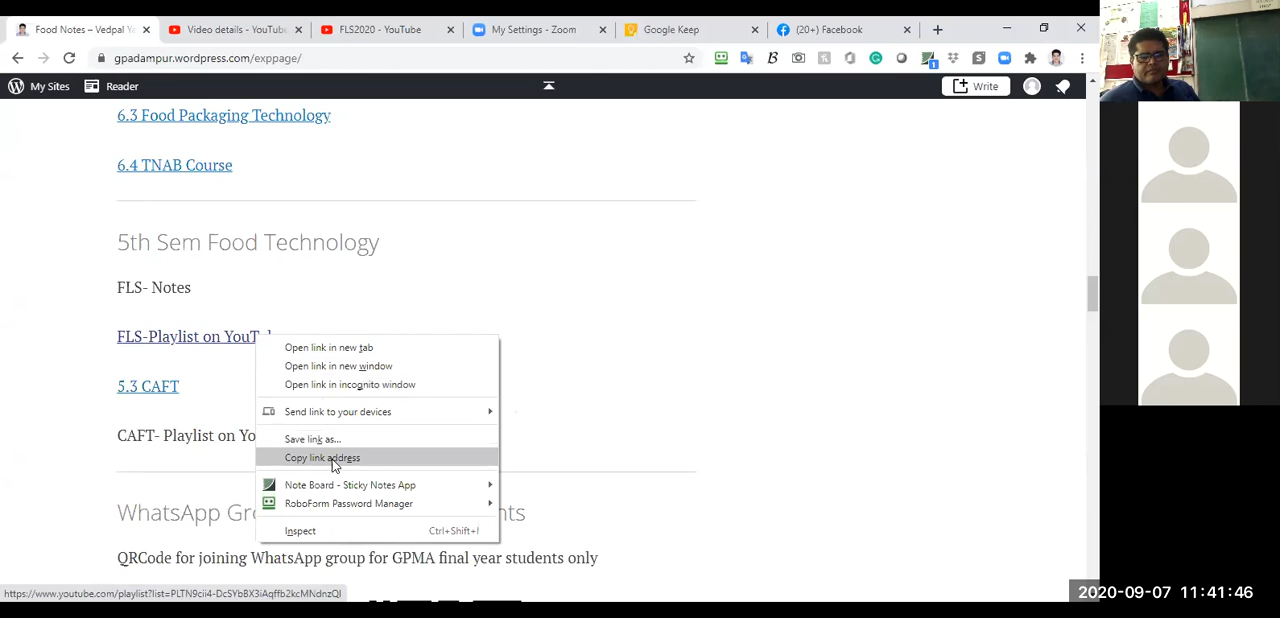 Food Notes – Vedpal Ya
Video details - YouTube
FLS2020 - YouTube
My Settings - Zoom
Google Keep
(20+) Facebook
gpadampur.wordpress.com/exppage/
My Sites
Reader
Write
6.3 Food Packaging Technology
6.4 TNAB Course
5th Sem Food Technology
FLS- Notes
FLS-Playlist on YouTub
Open link in new tab
Open link in new window
Open link in incognito window
5.3 CAFT
Send link to your devices
CAFT- Playlist on Yo
Save link as...
Copy link address
Note Board - Sticky Notes App
RoboForm Password Manager
WhatsApp Gr
nts
Inspect
Ctrl+Shift+I
QRCode for joining WhatsApp group for GPMA final year students only
https://www.youtube.com/playlist?list=PLTN9cii4-DcSYbBX3iAqffb2kcMNdnzQI
2020-09-07 11:41:46